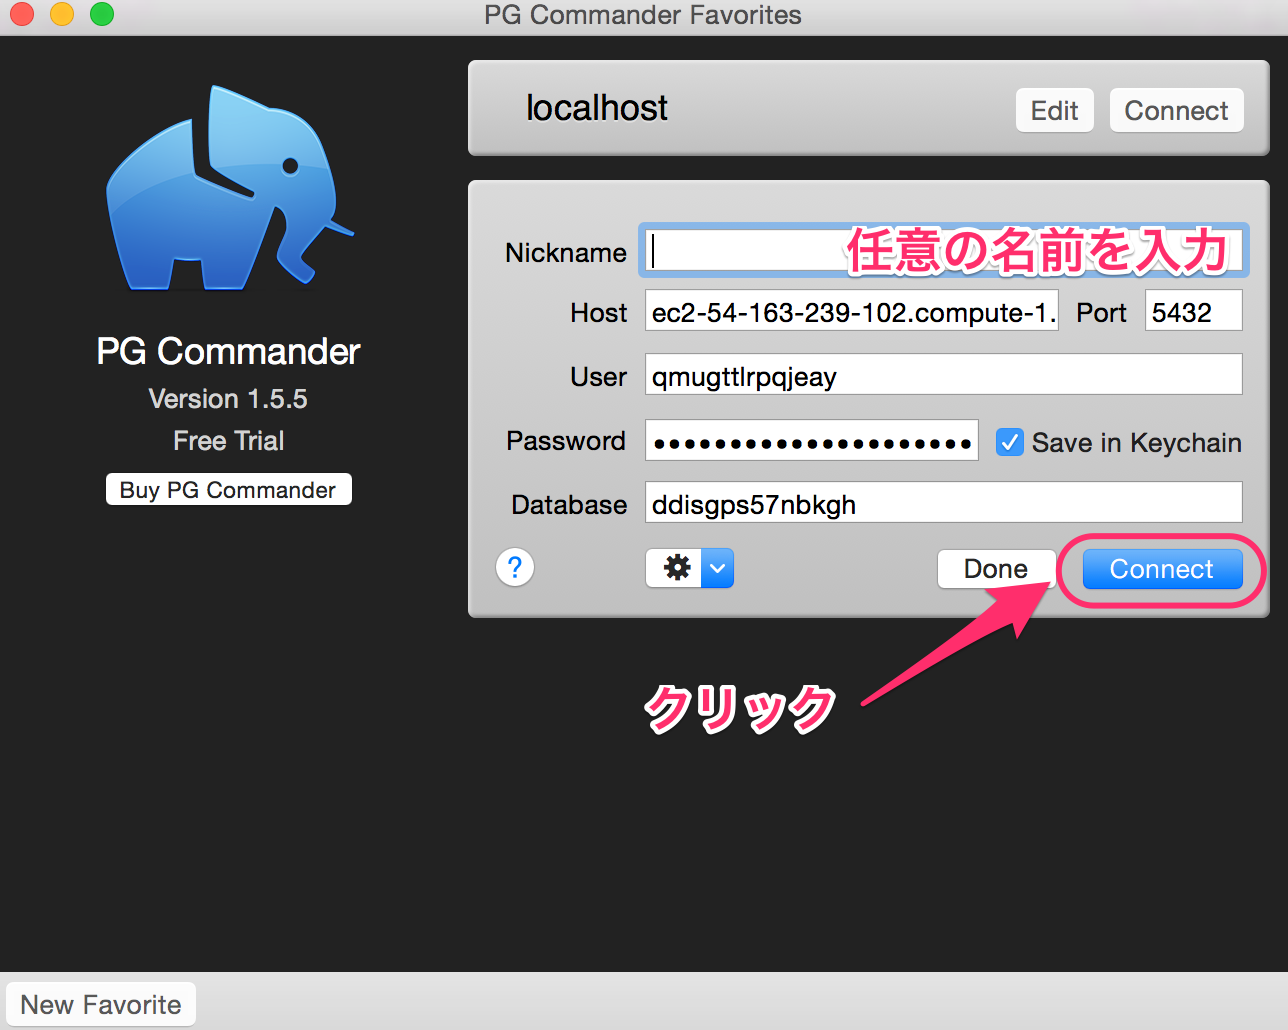 PG Commander Favorites
localhost
Edit
Connect
Nickname
任意の名前を入力
Host
ec2-54-163-239-102.compute-1.
Port
5432
User
qmugttlrpqjeay
Password
●●●●●●●●●●●●●●●●●●●●●
Save in Keychain
Database
ddisgps57nbkgh
?
Done
Connect
クリック
PG Commander
Version 1.5.5
Free Trial
Buy PG Commander
New Favorite